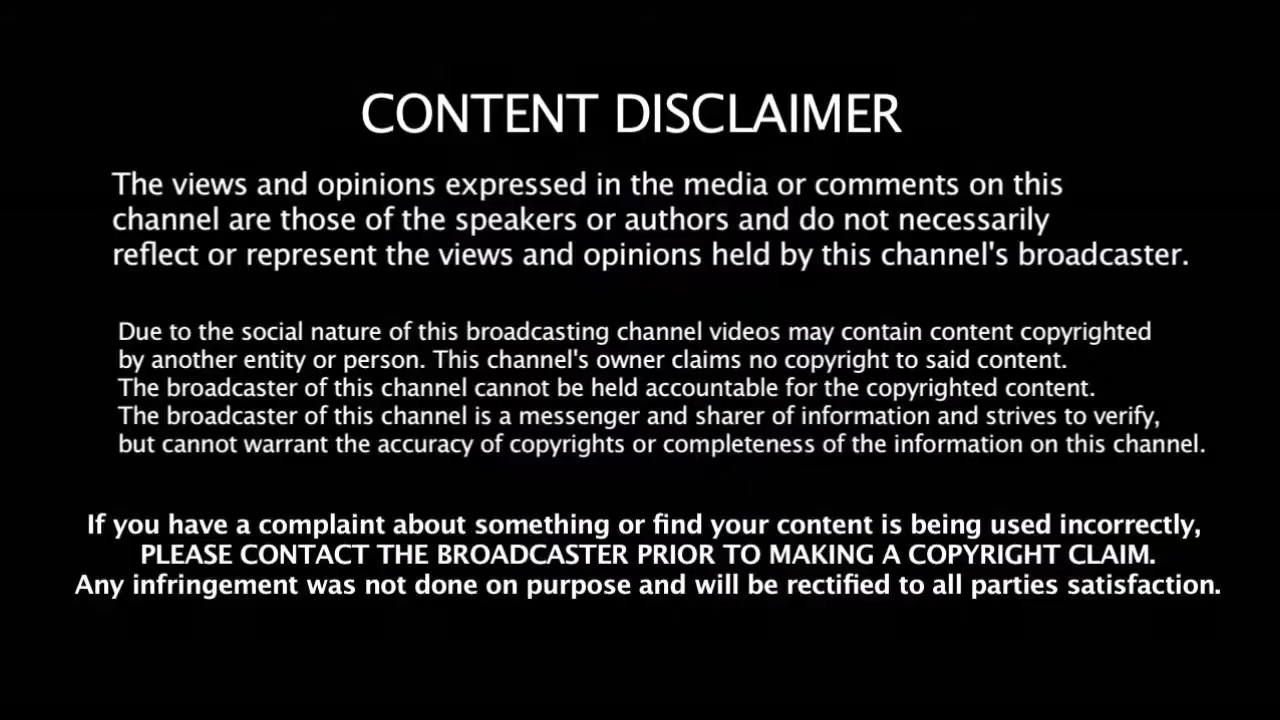 CONTENT DISCLAIMER
The views and opinions expressed in the media or comments on this
channel are those of the speakers or authors and do not necessarily
reflect or represent the views and opinions held by this channel's broadcaster.
Due to the social nature of this broadcasting channel videos may contain content copyrighted
by another entity or person. This channel's owner claims no copyright to said content.
The broadcaster of this channel cannot be held accountable for the copyrighted content.
The broadcaster of this channel is a messenger and sharer of information and strives to verify,
but cannot warrant the accuracy of copyrights or completeness of the information on this channel.
If you have a complaint about something or find your content is being used incorrectly,
PLEASE CONTACT THE BROADCASTER PRIOR TO MAKING A COPYRIGHT CLAIM.
Any infringement was not done on purpose and will be rectified to all parties satisfaction.